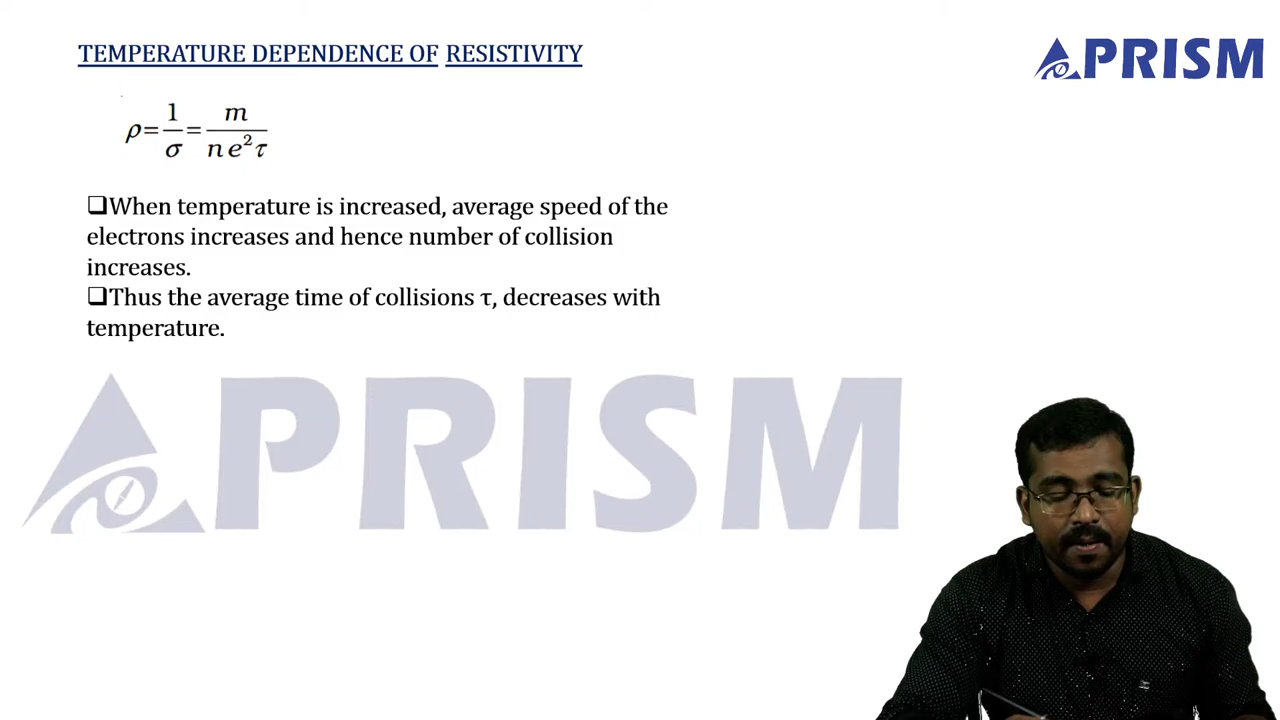 TEMPERATURE DEPENDENCE OF RESISTIVITY
PRISM
ρ=1/σ=m/(n e²τ)
❑When temperature is increased, average speed of the
electrons increases and hence number of collision
increases.
❑Thus the average time of collisions τ, decreases with
temperature.
PRISM